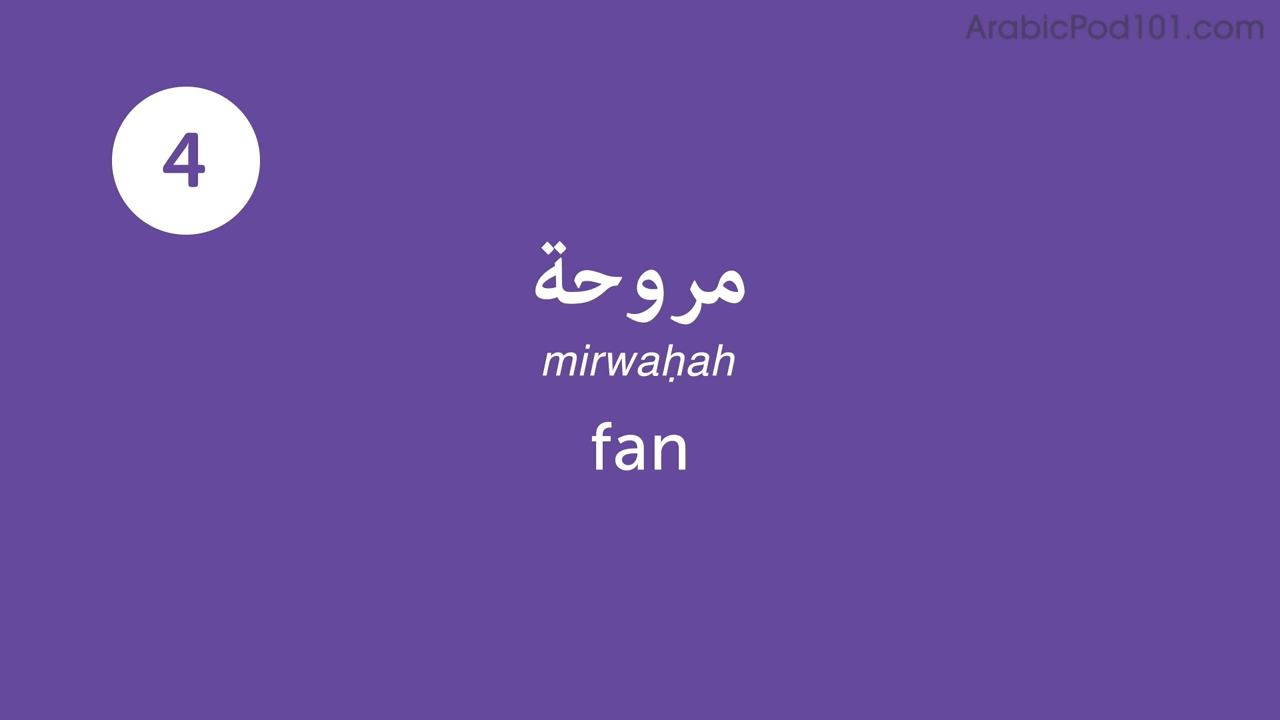 ArabicPod101.com
4
مروحة
mirwaḥah
fan